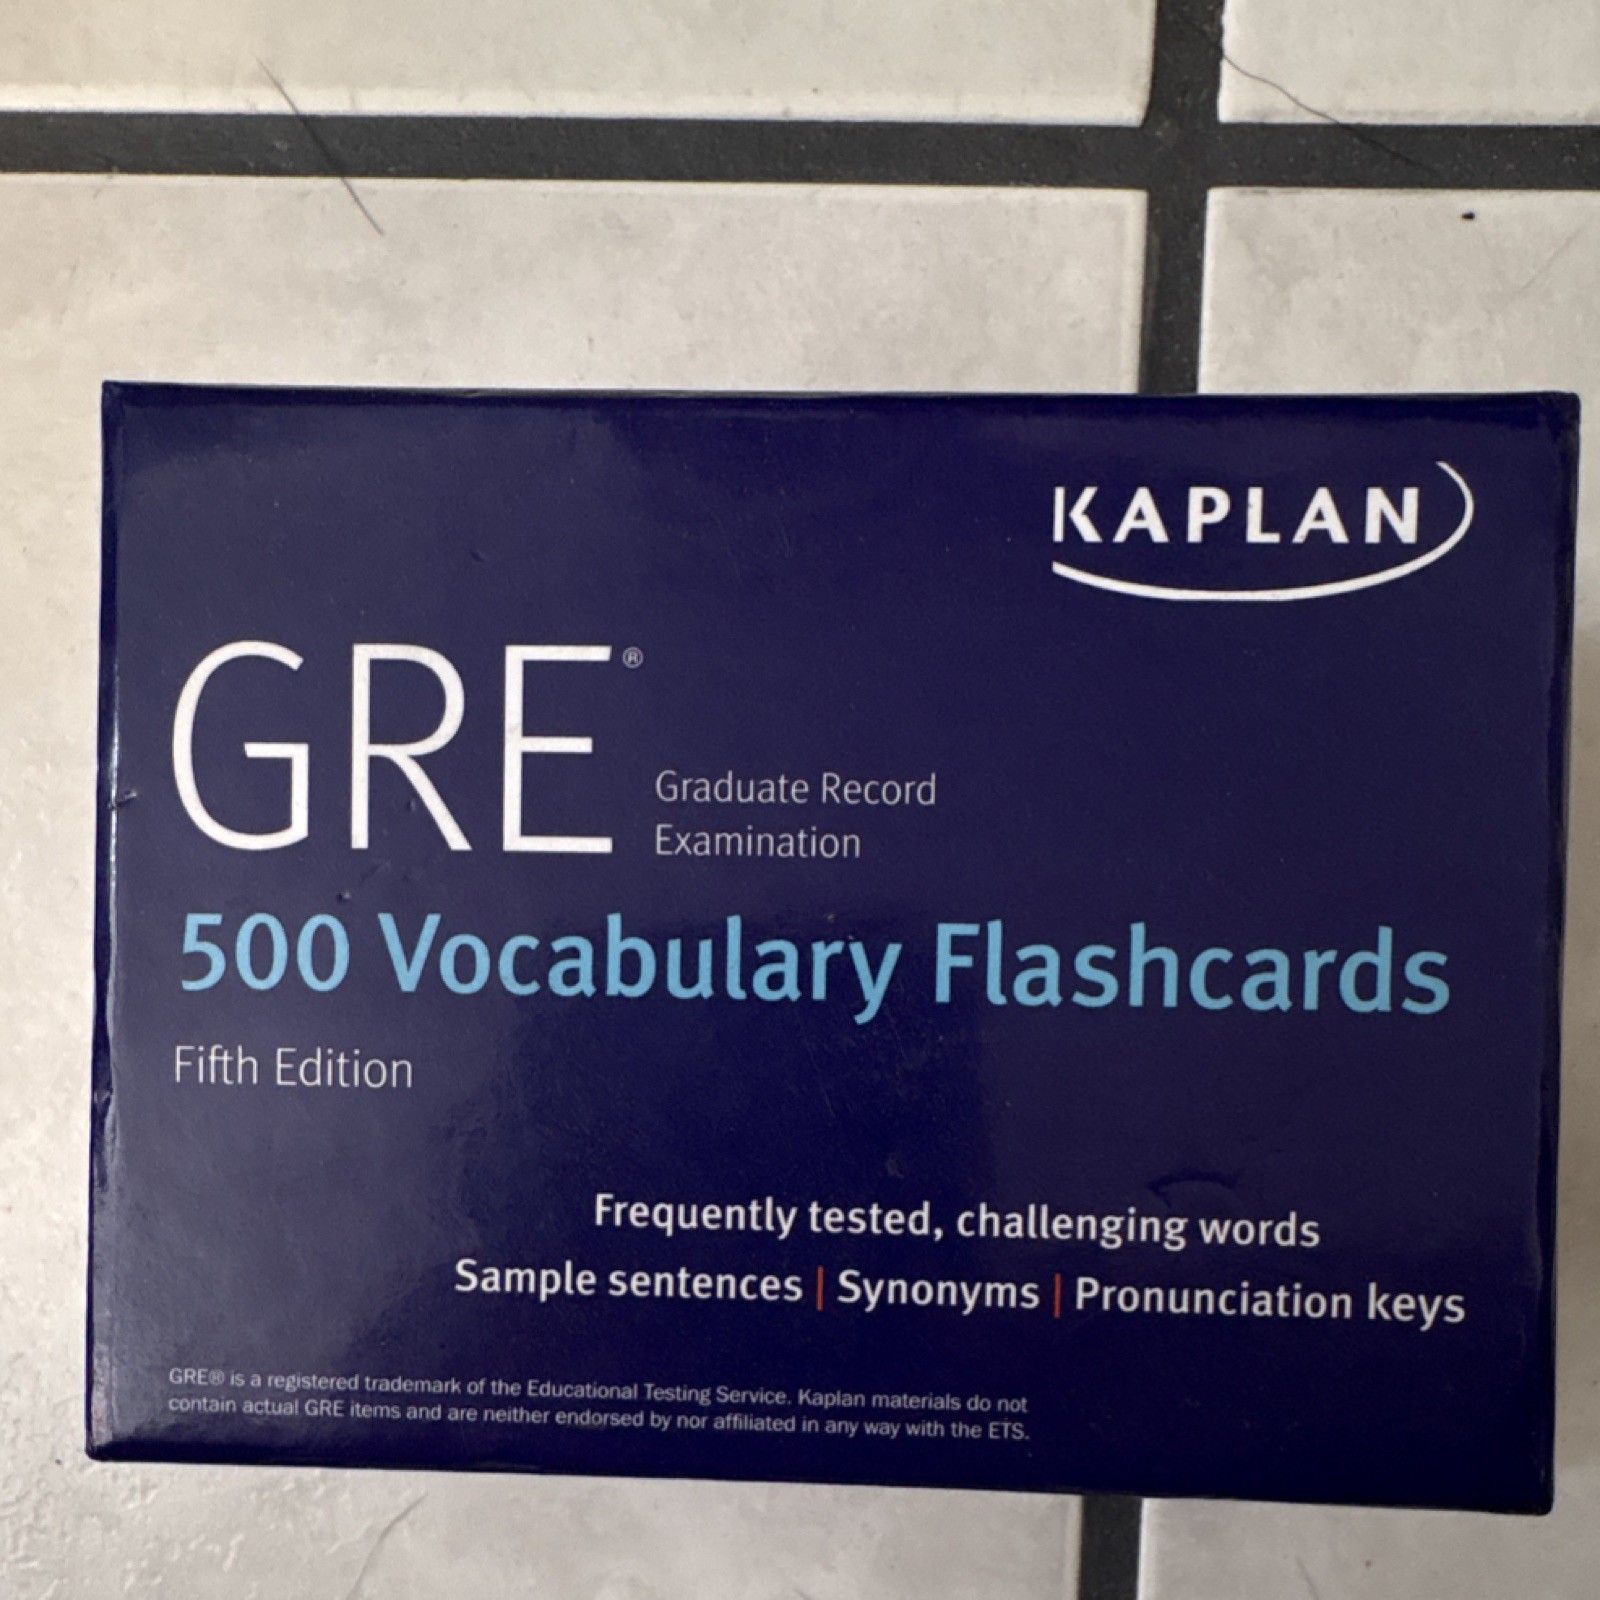 KAPLAN
GRE®
Graduate Record
Examination
500 Vocabulary Flashcards
Fifth Edition
Frequently tested, challenging words
Sample sentences | Synonyms | Pronunciation keys
GRE® is a registered trademark of the Educational Testing Service. Kaplan materials do not
contain actual GRE items and are neither endorsed by nor affiliated in any way with the ETS.